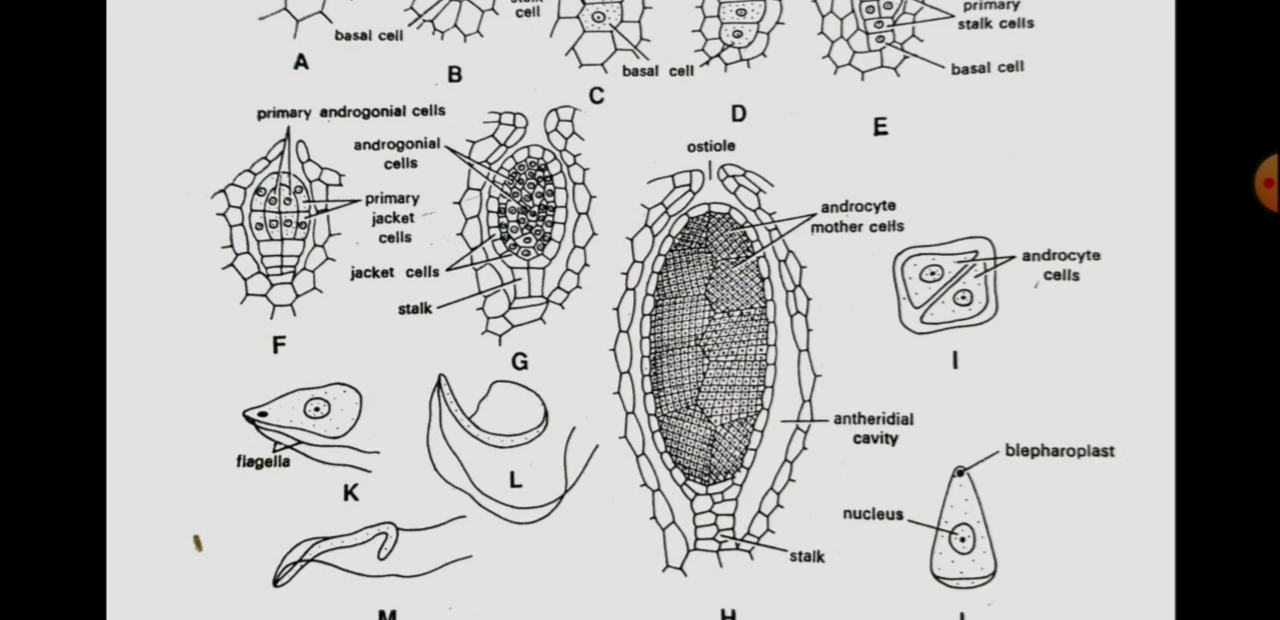 primary
stalk cells
cell
basal cell
basal cell
basal cell
A
B
C
D
E
primary androgonial cells
androgonial
cells
ostiole
primary
jacket
cells
androcyte
mother cells
jacket cells
androcyte
cells
stalk
F
G
I
antheridial
cavity
flagella
K
L
blepharoplast
nucleus
stalk
M
H